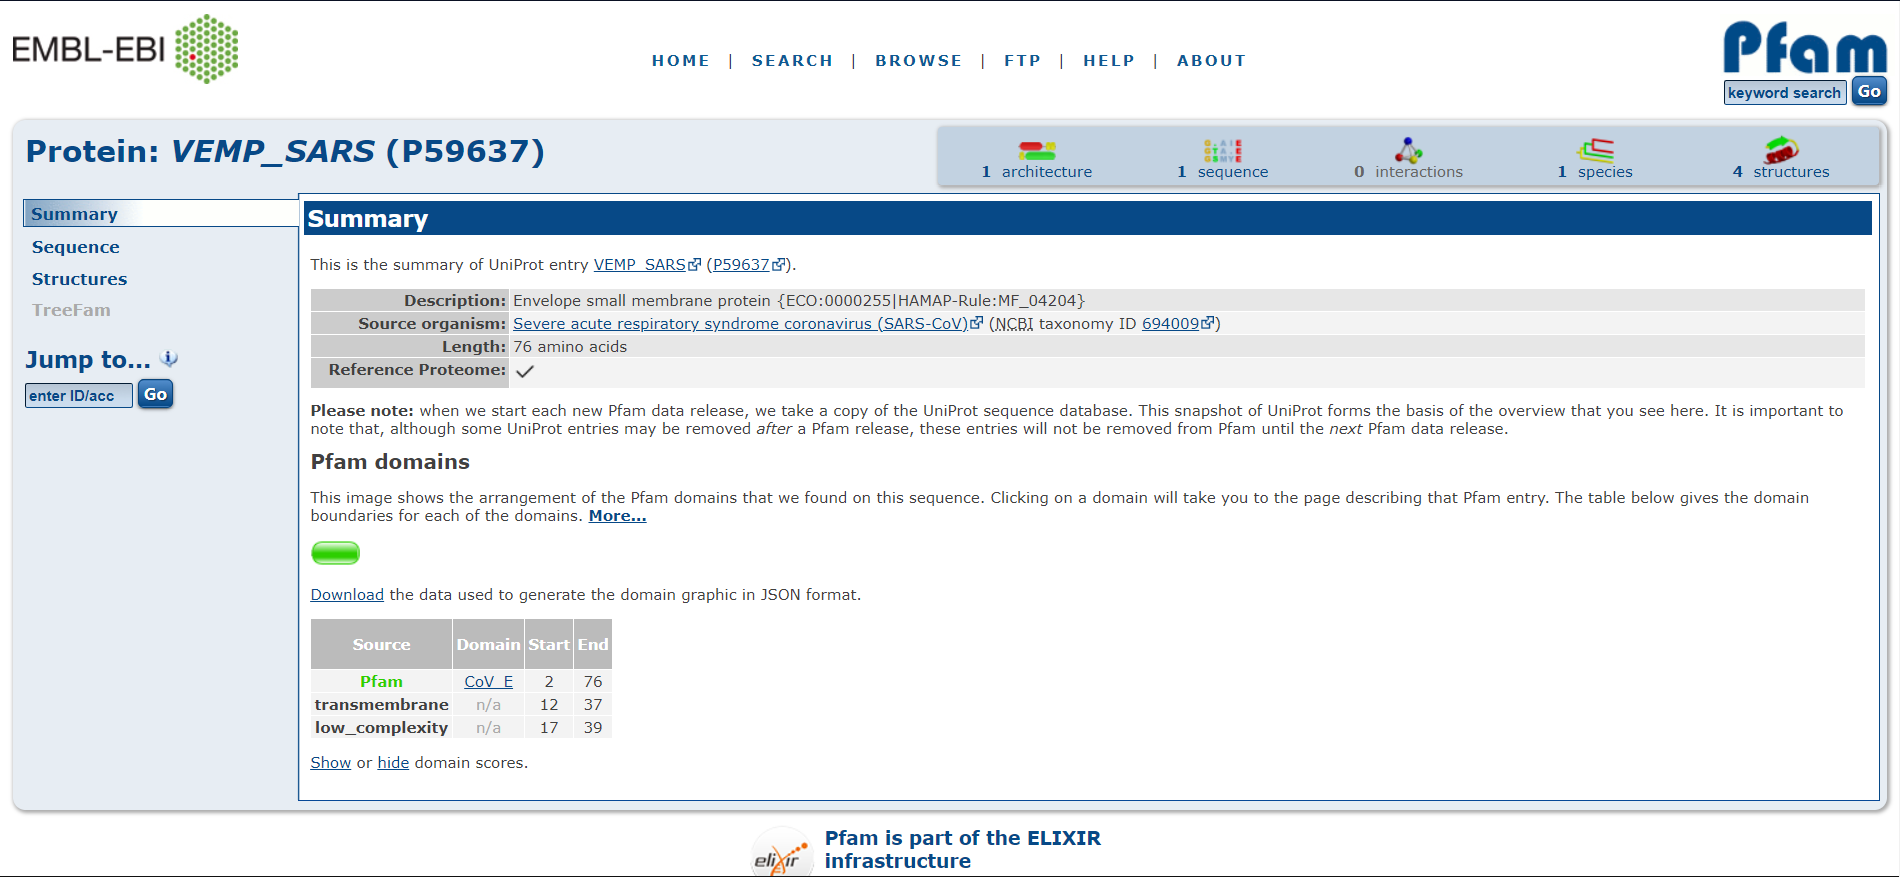 EMBL-EBI
HOME | SEARCH | BROWSE | FTP | HELP | ABOUT
Pfam
keyword search Go
Protein: VEMP_SARS (P59637)
1 architecture
1 sequence
0 interactions
1 species
4 structures
Summary
Sequence
Structures
TreeFam
Jump to...
enter ID/acc Go
Summary
This is the summary of UniProt entry VEMP_SARS (P59637).
Description: Envelope small membrane protein {ECO:0000255|HAMAP-Rule:MF_04204}
Source organism: Severe acute respiratory syndrome coronavirus (SARS-CoV) (NCBI taxonomy ID 694009)
Length: 76 amino acids
Reference Proteome:
Please note: when we start each new Pfam data release, we take a copy of the UniProt sequence database. This snapshot of UniProt forms the basis of the overview that you see here. It is important to
note that, although some UniProt entries may be removed after a Pfam release, these entries will not be removed from Pfam until the next Pfam data release.
Pfam domains
This image shows the arrangement of the Pfam domains that we found on this sequence. Clicking on a domain will take you to the page describing that Pfam entry. The table below gives the domain
boundaries for each of the domains. More...
Download the data used to generate the domain graphic in JSON format.
Source Domain Start End
Pfam CoV_E 2 76
transmembrane n/a 12 37
low_complexity n/a 17 39
Show or hide domain scores.
elixir
Pfam is part of the ELIXIR
infrastructure